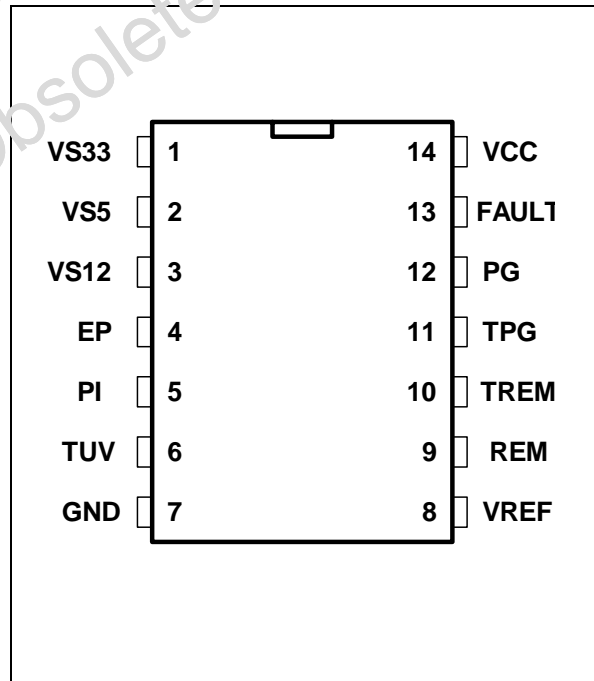 obsolete
VS33 1 14 VCC
VS5 2 13 FAULT
VS12 3 12 PG
EP 4 11 TPG
PI 5 10 TREM
TUV 6 9 REM
GND 7 8 VREF